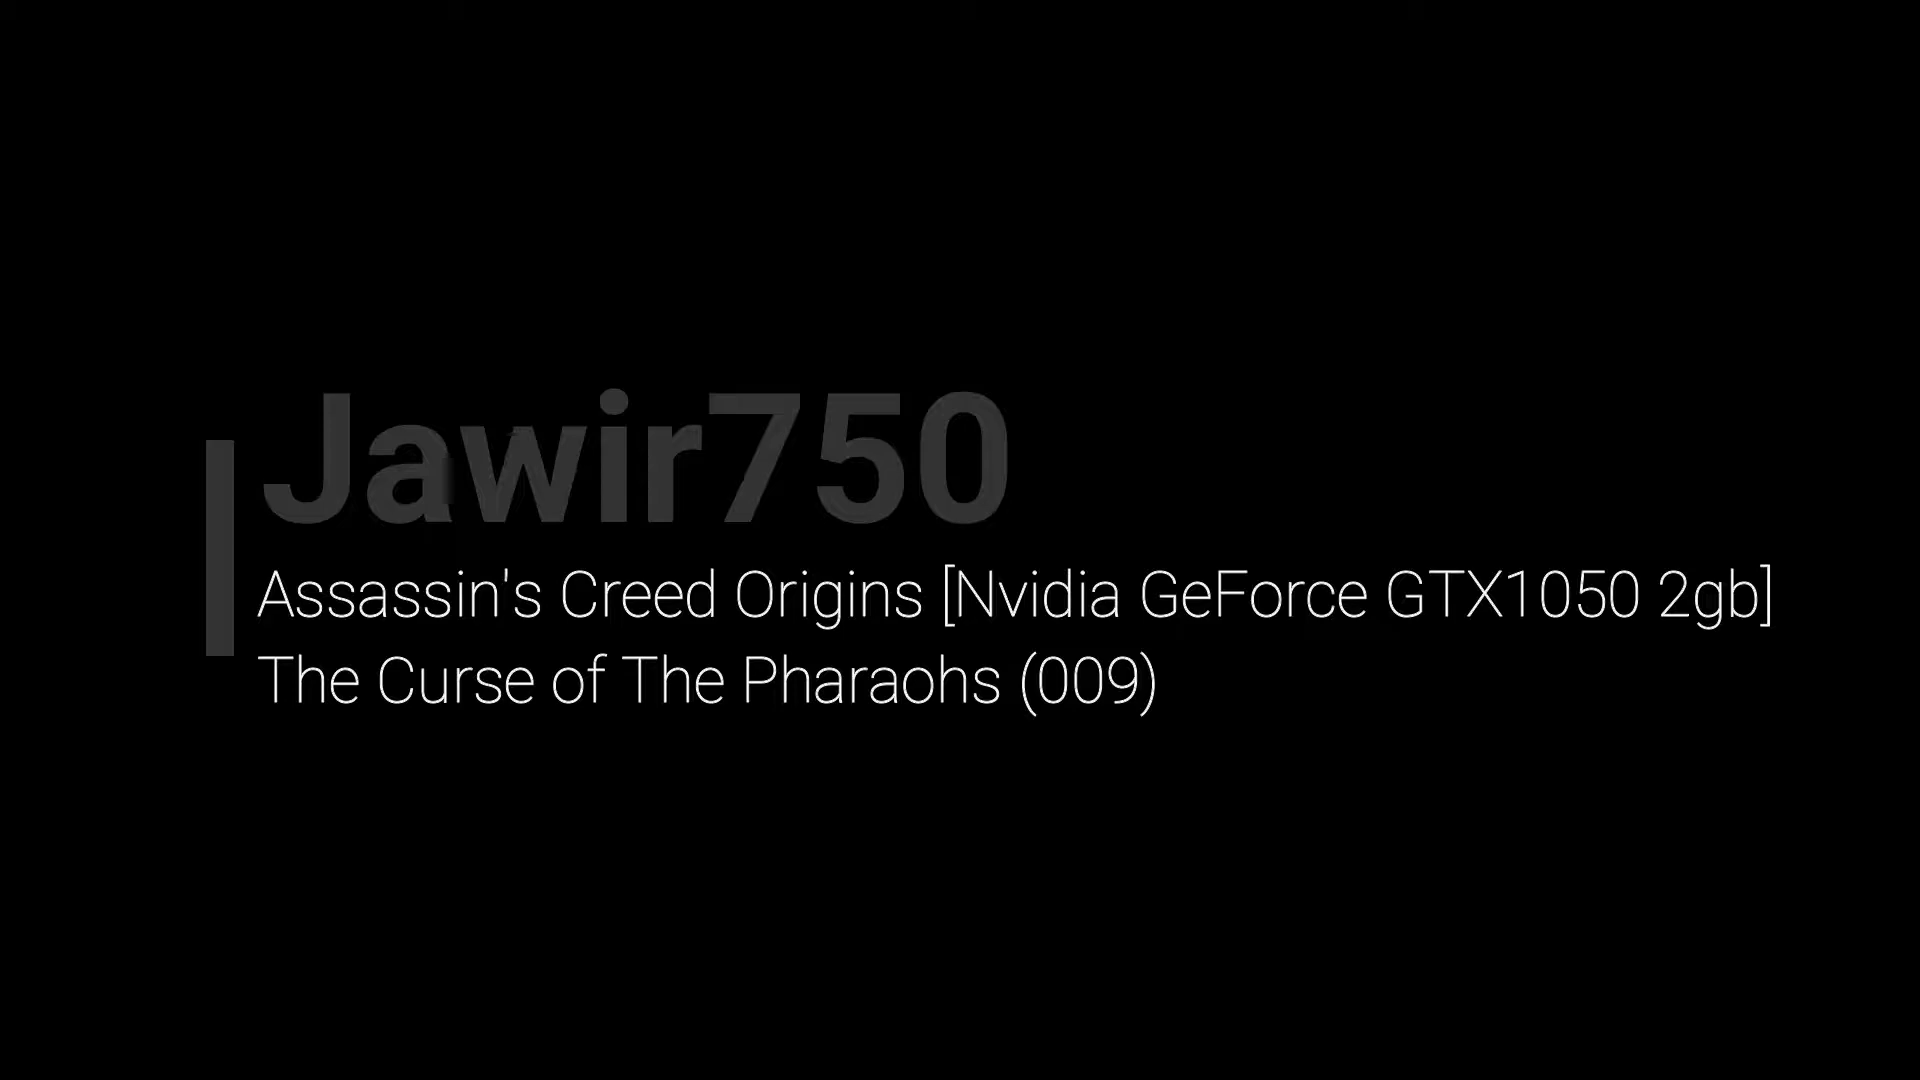 Jawir750
Assassin's Creed Origins [Nvidia GeForce GTX1050 2gb]
The Curse of The Pharaohs (009)